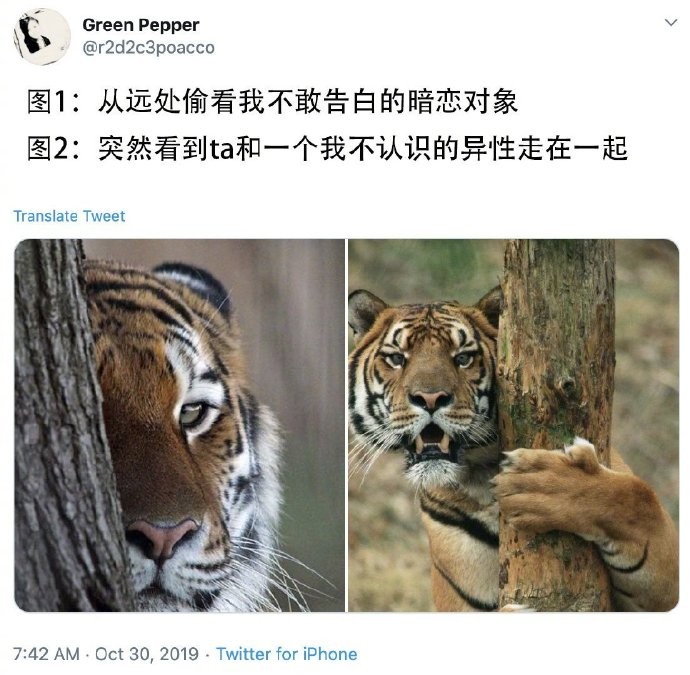 Green Pepper
@r2d2c3poacco
图1：从远处偷看我不敢告白的暗恋对象
图2：突然看到ta和一个我不认识的异性走在一起
Translate Tweet
7:42 AM · Oct 30, 2019 · Twitter for iPhone